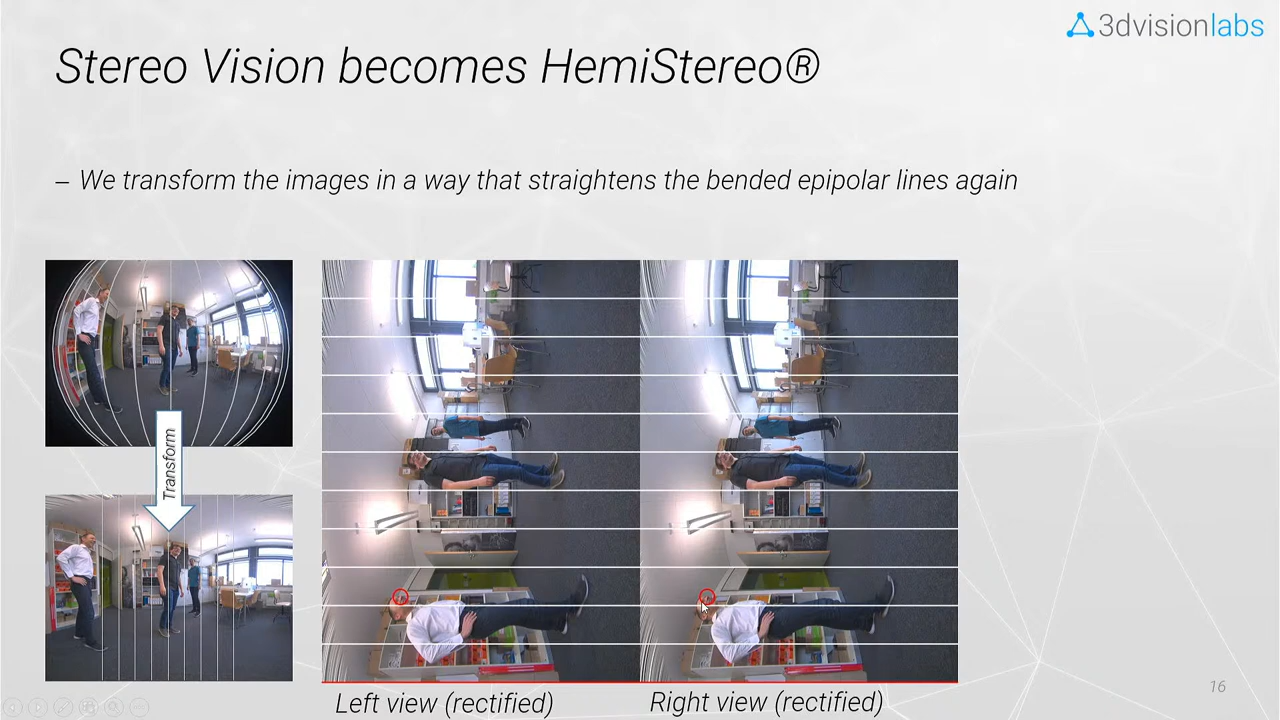 3dvisionlabs
Stereo Vision becomes HemiStereo®
– We transform the images in a way that straightens the bended epipolar lines again
Transform
Left view (rectified)
Right view (rectified)
16